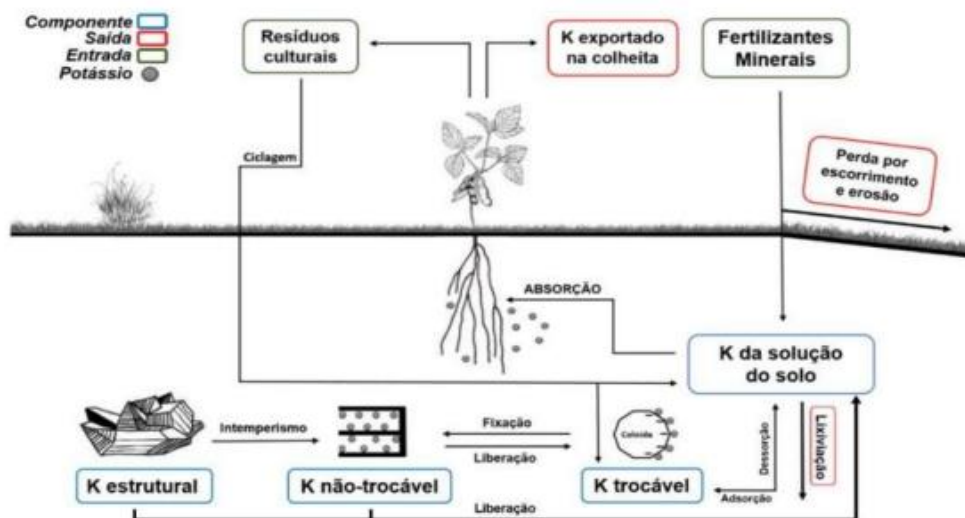 Componente
Saída
Entrada
Potássio
Resíduos
culturais
K exportado
na colheita
Fertilizantes
Minerais
Ciclagem
Perda por
escorrimento
e erosão
ABSORÇÃO
K da solução
do solo
Intemperismo
Fixação
Liberação
Coloide
Dessorção
Lixiviação
K estrutural
K não-trocável
K trocável
Adsorção
Liberação